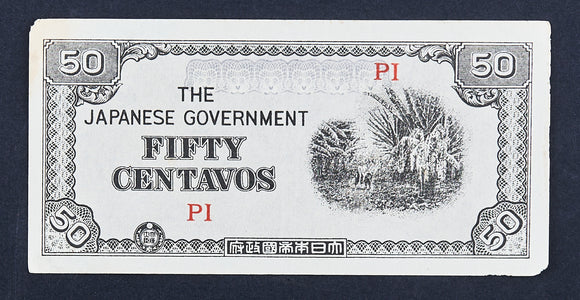 50 50
PI
THE
JAPANESE GOVERNMENT
FIFTY
CENTAVOS
PI
50 50
大日本帝國政府